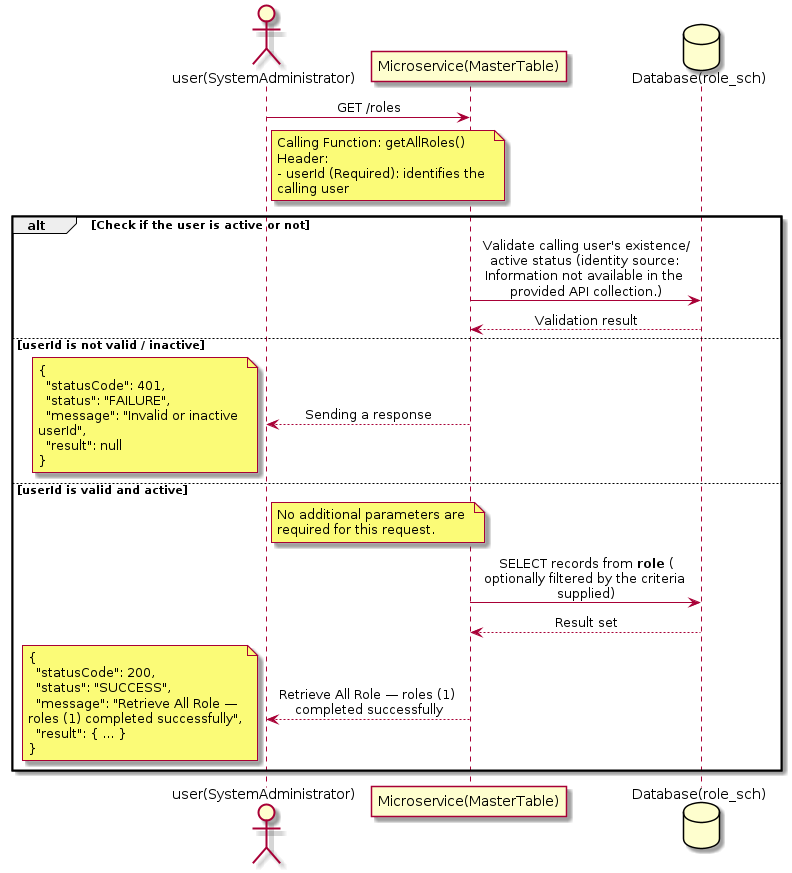 user(SystemAdministrator)
Microservice(MasterTable)
Database(role_sch)
GET /roles
Calling Function: getAllRoles()
Header:
- userId (Required): identifies the
calling user
alt
[Check if the user is active or not]
Validate calling user's existence/
active status (identity source:
Information not available in the
provided API collection.)
Validation result
[userId is not valid / inactive]
{
"statusCode": 401,
"status": "FAILURE",
"message": "Invalid or inactive
userId",
"result": null
}
Sending a response
[userId is valid and active]
No additional parameters are
required for this request.
SELECT records from role (
optionally filtered by the criteria
supplied)
Result set
{
"statusCode": 200,
"status": "SUCCESS",
"message": "Retrieve All Role —
roles (1) completed successfully",
"result": { ... }
}
Retrieve All Role — roles (1)
completed successfully
user(SystemAdministrator)
Microservice(MasterTable)
Database(role_sch)